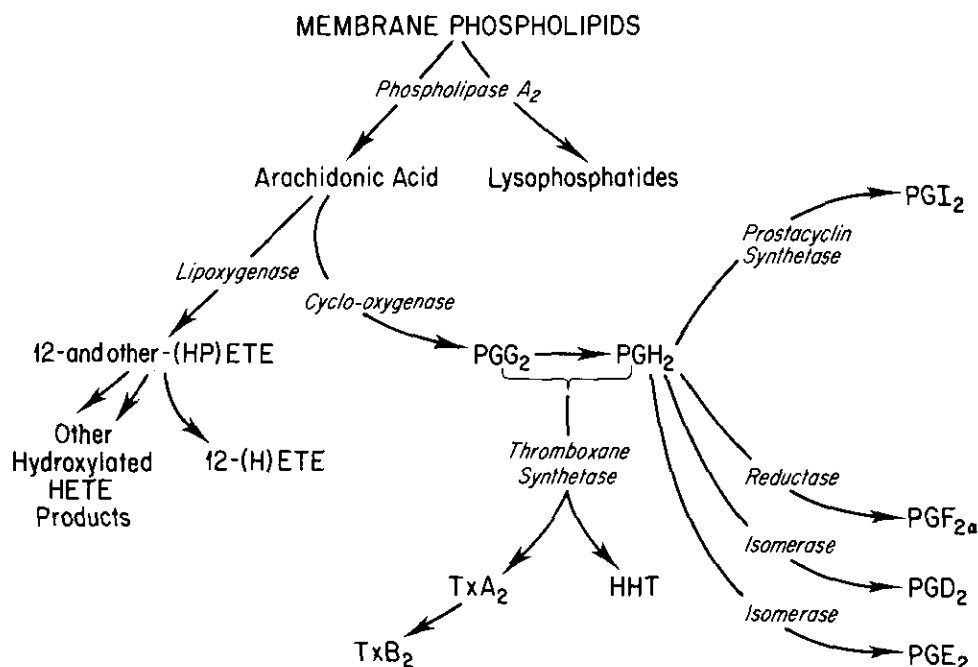 MEMBRANE PHOSPHOLIPIDS
Phospholipase A₂
Arachidonic Acid
Lysophosphatides
PGI₂
Prostacyclin
Synthetase
Lipoxygenase
Cyclo-oxygenase
12-and other-(HP)ETE
PGG₂
PGH₂
Other
Hydroxylated
HETE
Products
12-(H)ETE
Thromboxane
Synthetase
Reductase
PGF₂α
Isomerase
TxA₂
HHT
PGD₂
Isomerase
TxB₂
PGE₂